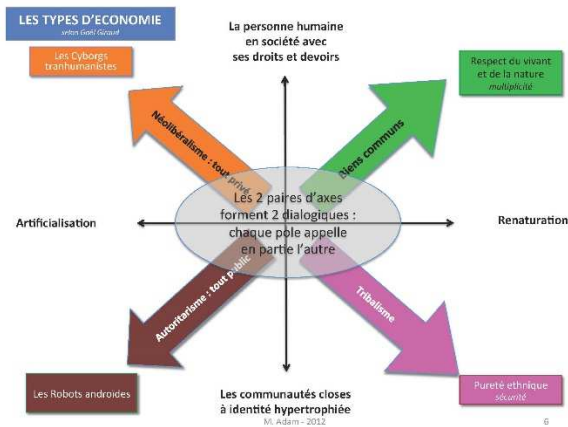 LES TYPES D'ECONOMIE
selon Gaël Giraud
La personne humaine
en société avec
ses droits et devoirs
Les Cyborgs
tranhumanistes
Respect du vivant
et de la nature
multiplicité
Néolibéralisme : tout privé
Biens communs
Les 2 paires d'axes
forment 2 dialogiques :
chaque pôle appelle
en partie l'autre
Artificialisation
Renaturation
Autoritarisme : tout public
Tribalisme
Les Robots androïdes
Les communautés closes
à identité hypertrophiée
Pureté ethnique
sécurité
M. Adam - 2012
6